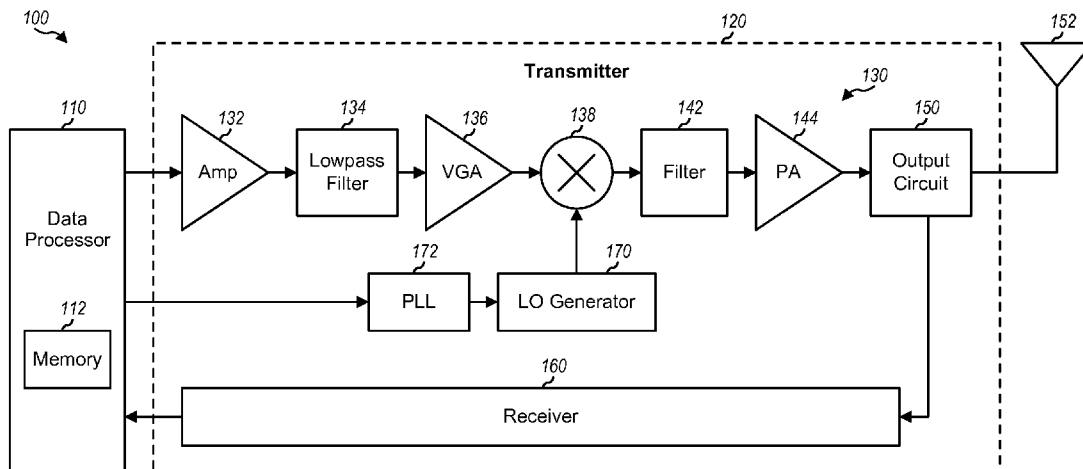 100
120
152
Transmitter
130
110
132
134
136
138
142
144
150
Amp
Lowpass
Filter
VGA
Filter
PA
Output
Circuit
Data
Processor
172
170
PLL
LO Generator
112
Memory
160
Receiver